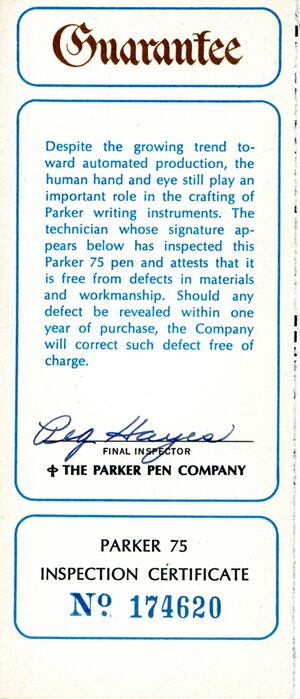 Guarantee
Despite the growing trend to-
ward automated production, the
human hand and eye still play an
important role in the crafting of
Parker writing instruments. The
technician whose signature ap-
pears below has inspected this
Parker 75 pen and attests that it
is free from defects in materials
and workmanship. Should any
defect be revealed within one
year of purchase, the Company
will correct such defect free of
charge.
Peg Hayes
FINAL INSPECTOR
THE PARKER PEN COMPANY
PARKER 75
INSPECTION CERTIFICATE
Nº 174620